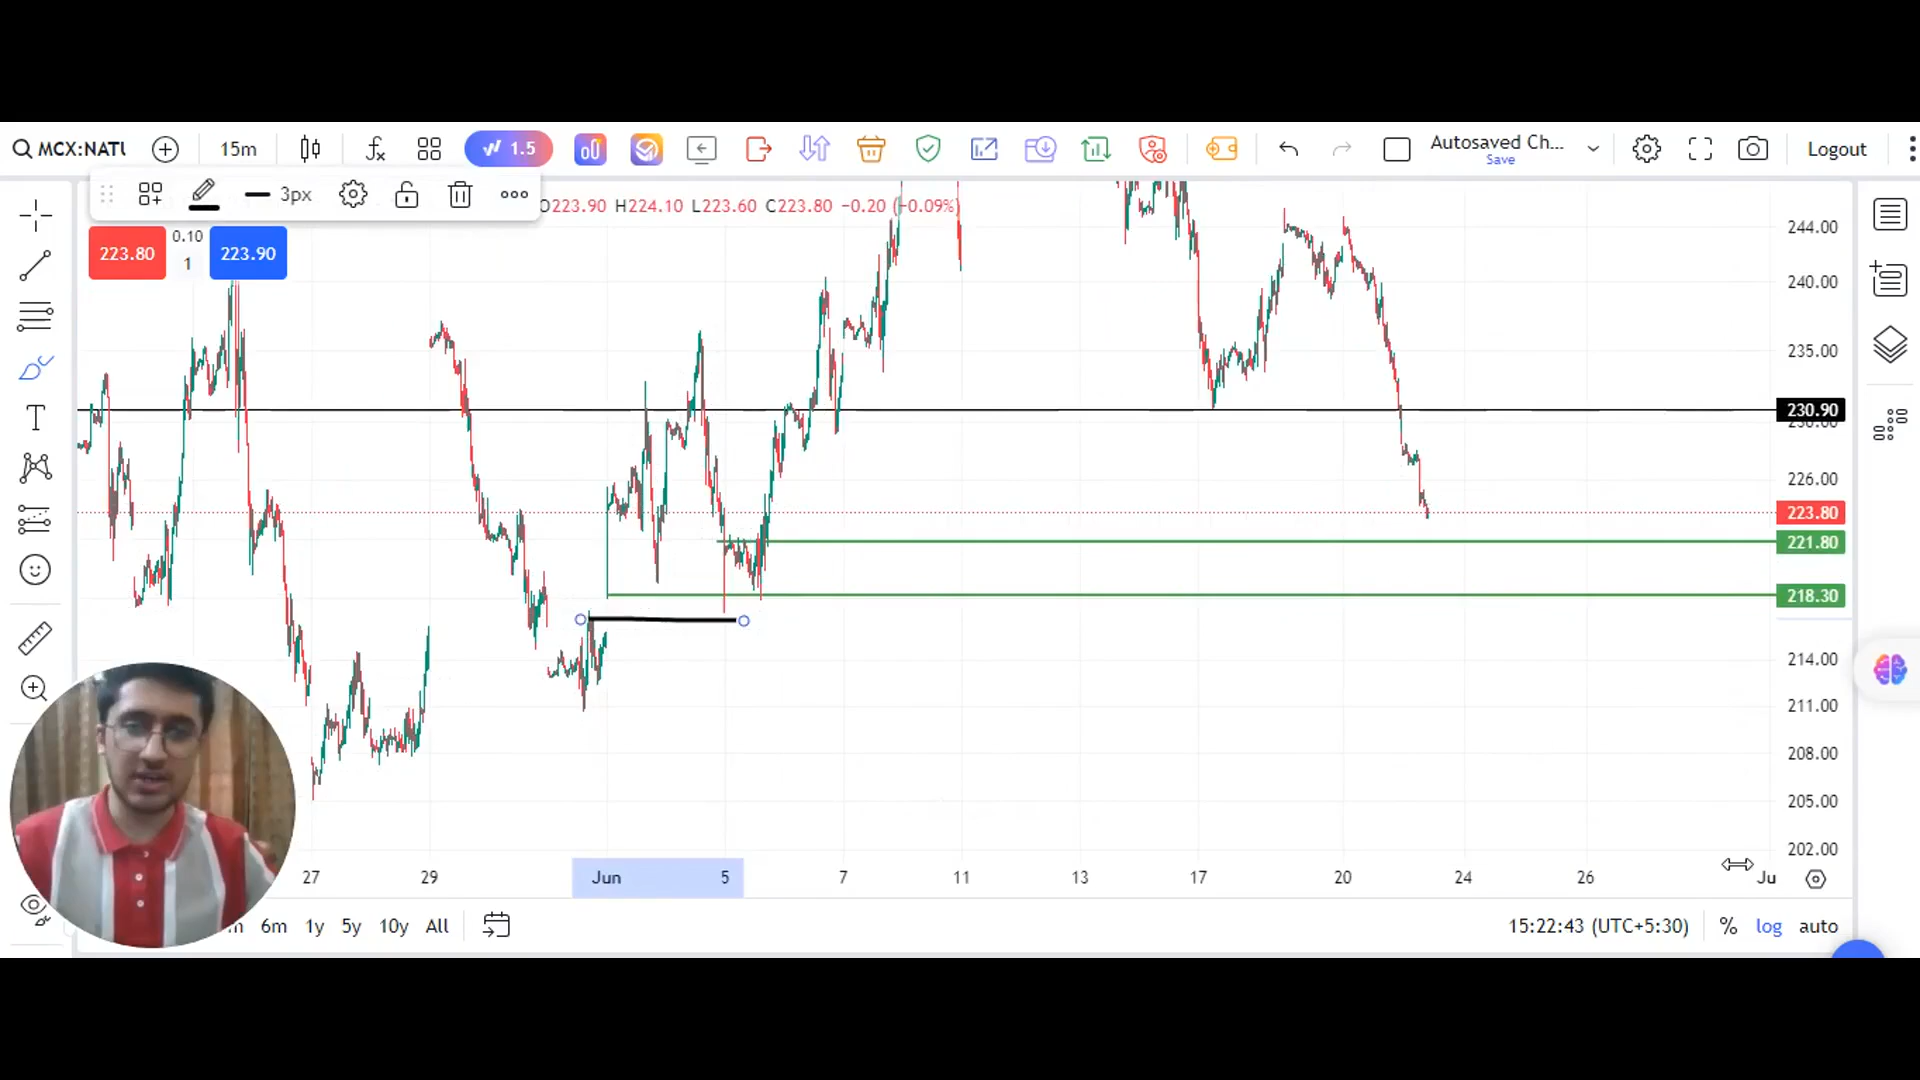 MCX:NATU
15m
1.5
Autosaved Ch...
Save
Logout
3px
O223.90 H224.10 L223.60 C223.80 −0.20 (−0.09%)
223.80
0.10
1
223.90
244.00
240.00
235.00
230.90
230.00
226.00
223.80
221.80
218.30
214.00
211.00
208.00
205.00
202.00
27
29
Jun
5
7
11
13
17
20
24
26
Ju
6m
1y
5y
10y
All
15:22:43 (UTC+5:30)
%
log
auto